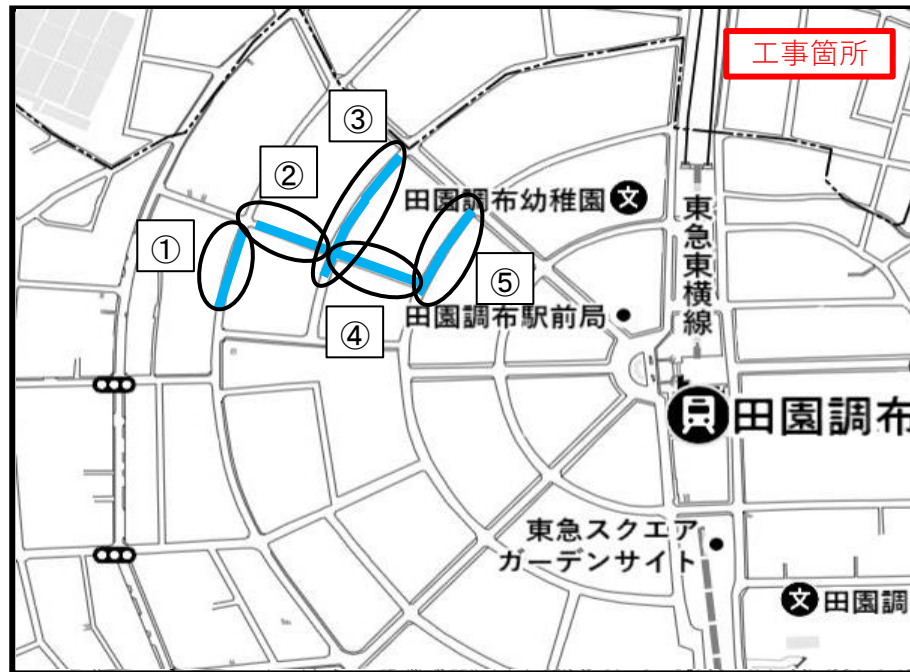 工事箇所
③
②
田園調布幼稚園
文
①
東急東横線
⑤
田園調布駅前局
④
田園調布
東急スクエア
ガーデンサイト
文
田園調